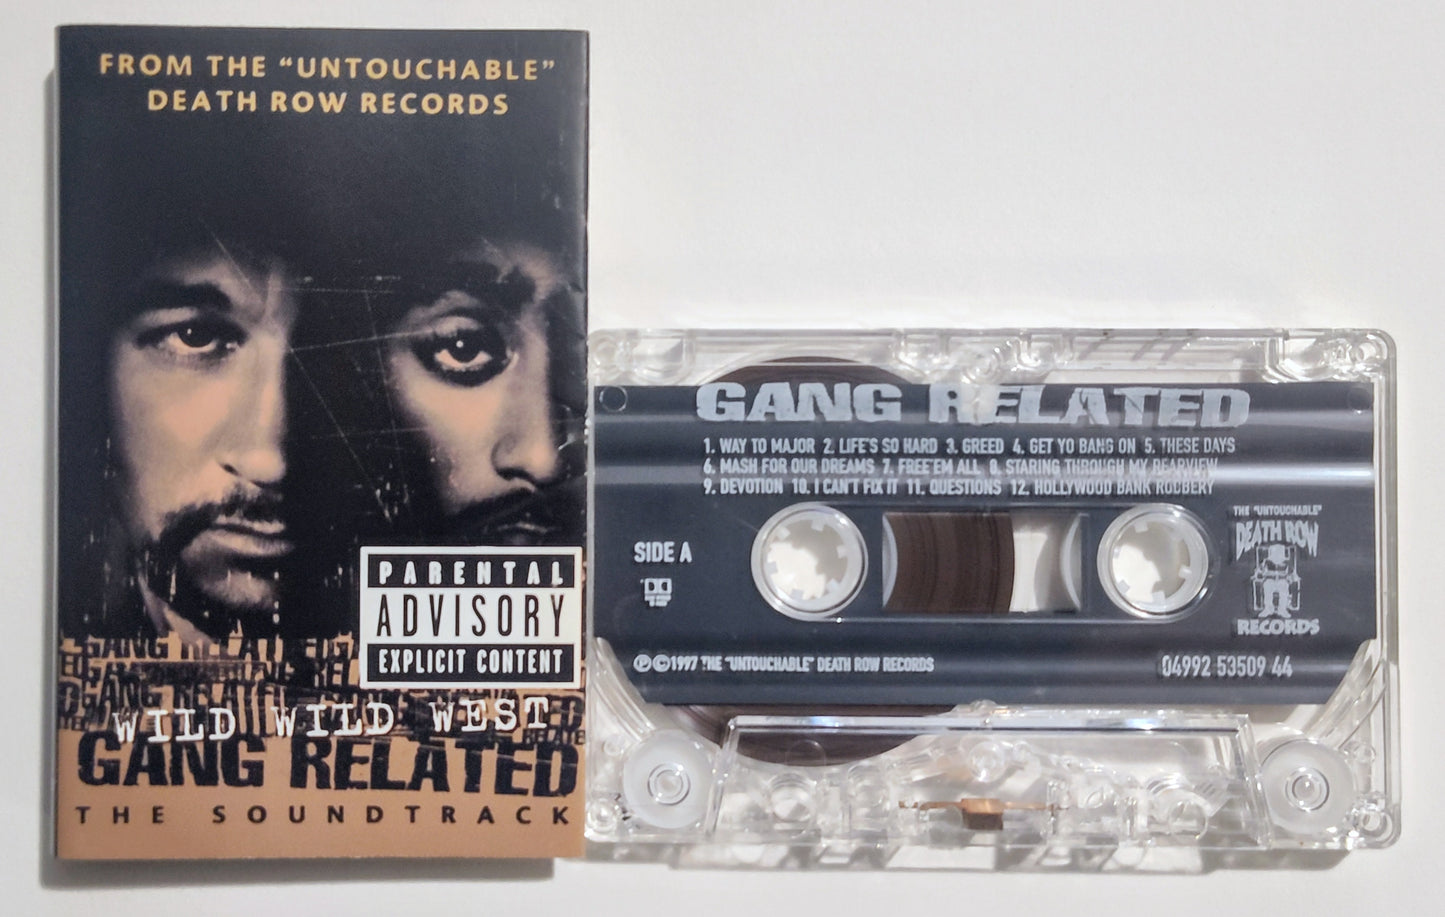 FROM THE “UNTOUCHABLE”
DEATH ROW RECORDS
PARENTAL
ADVISORY
EXPLICIT CONTENT
WILD WILD WEST
GANG RELATED
THE SOUNDTRACK
GANG RELATED
1. WAY TO MAJOR 2. LIFE'S SO HARD 3. GREED 4. GET YO BANG ON 5. THESE DAYS
6. MASH FOR OUR DREAMS 7. FREE'EM ALL 8. STARING THROUGH MY REARVIEW
9. DEVOTION 10. I CAN'T FIX IT 11. QUESTIONS 12. HOLLYWOOD BANK ROBBERY
SIDE A
THE "UNTOUCHABLE"
DEATH ROW
RECORDS
℗©1997 THE "UNTOUCHABLE" DEATH ROW RECORDS
04992 53509 44